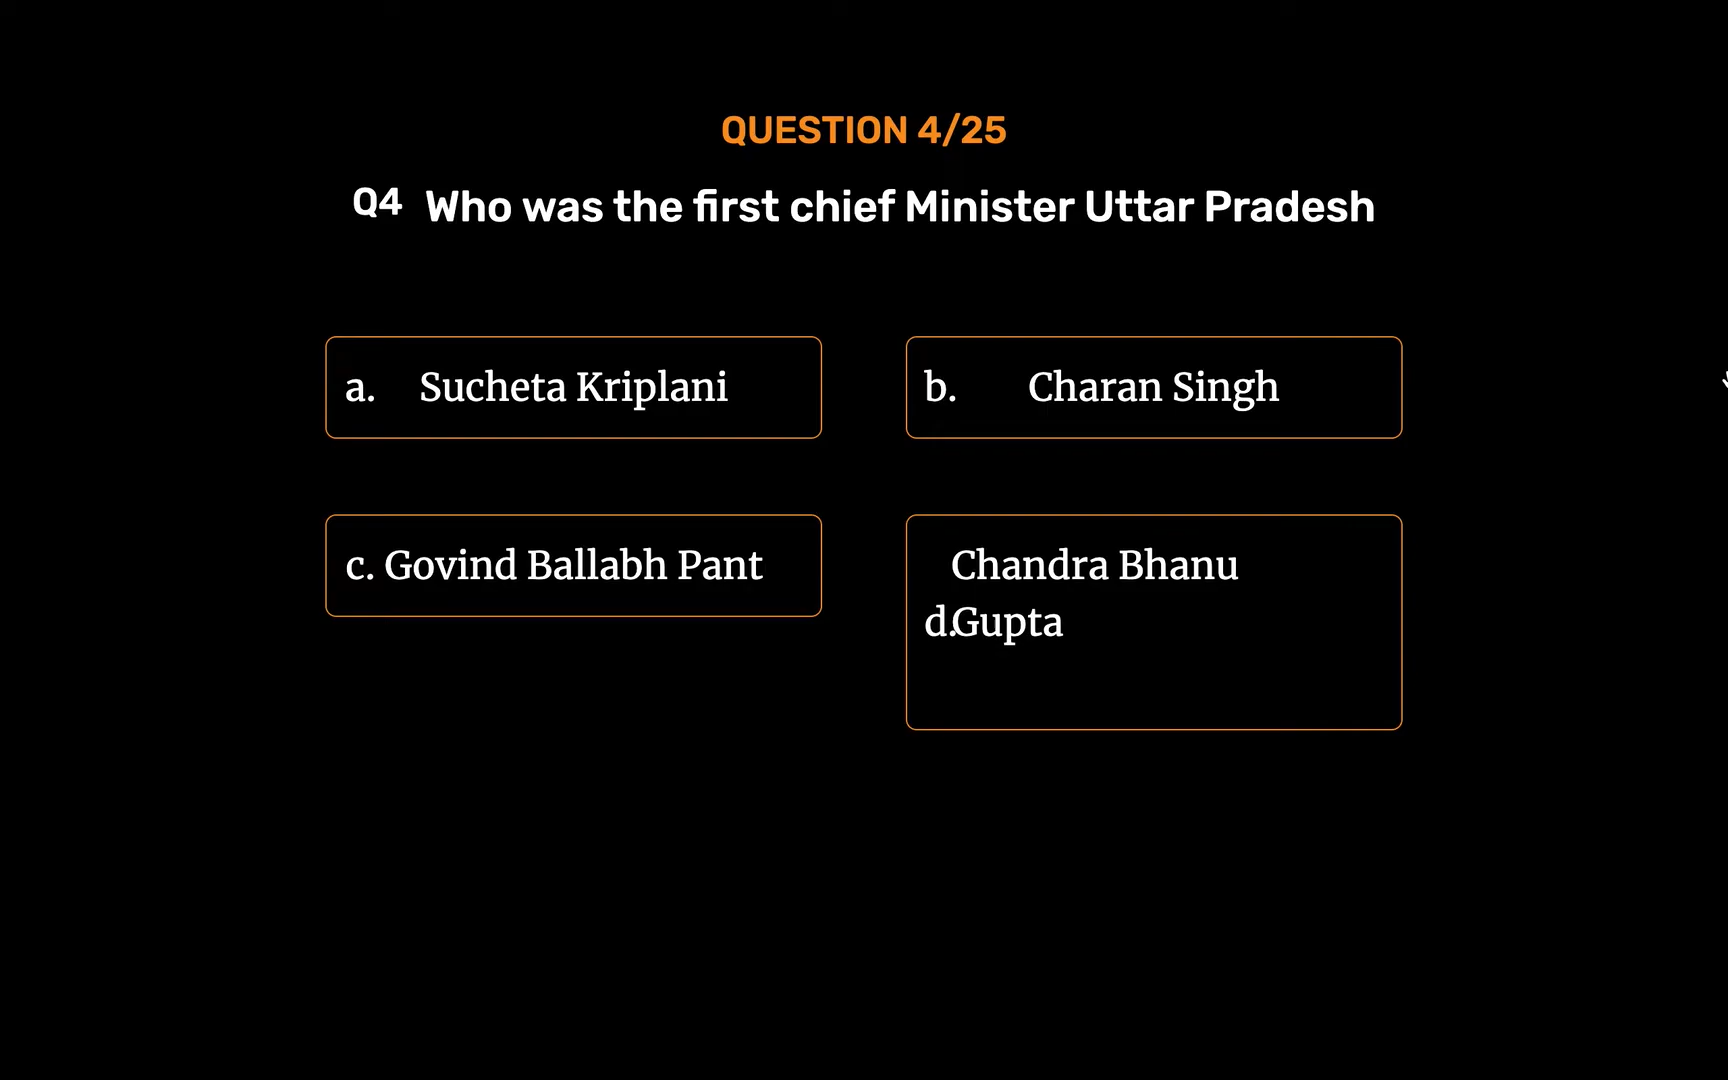 QUESTION 4/25
Q4 Who was the first chief Minister Uttar Pradesh
a. Sucheta Kriplani
b. Charan Singh
c. Govind Ballabh Pant
Chandra Bhanu
d.Gupta